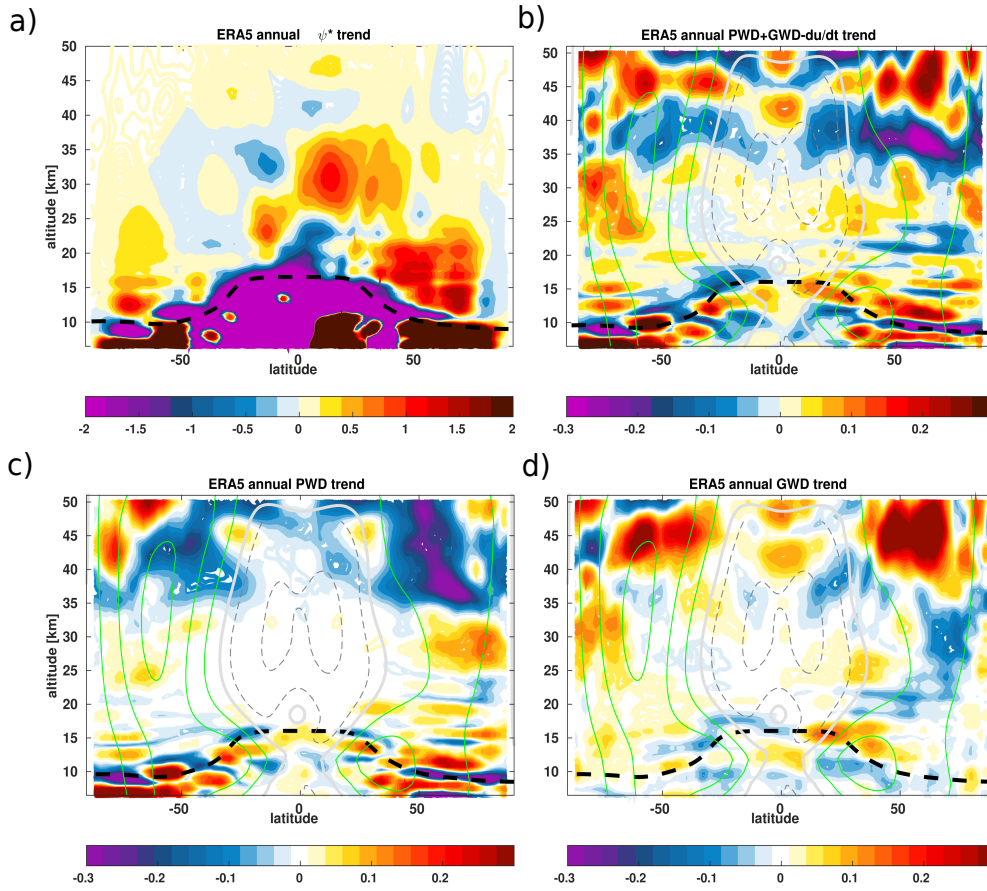 a)
ERA5 annual ψ* trend
50
45
40
35
30
25
20
15
10
altitude [km]
-50 0 50
latitude
-2 -1.5 -1 -0.5 0 0.5 1 1.5 2
b)
ERA5 annual PWD+GWD-du/dt trend
50
45
40
35
30
25
20
15
10
-50 0 50
latitude
-0.3 -0.2 -0.1 0 0.1 0.2
c)
ERA5 annual PWD trend
50
45
40
35
30
25
20
15
10
altitude [km]
-50 0 50
latitude
-0.3 -0.2 -0.1 0 0.1 0.2
d)
ERA5 annual GWD trend
50
45
40
35
30
25
20
15
10
-50 0 50
latitude
-0.3 -0.2 -0.1 0 0.1 0.2